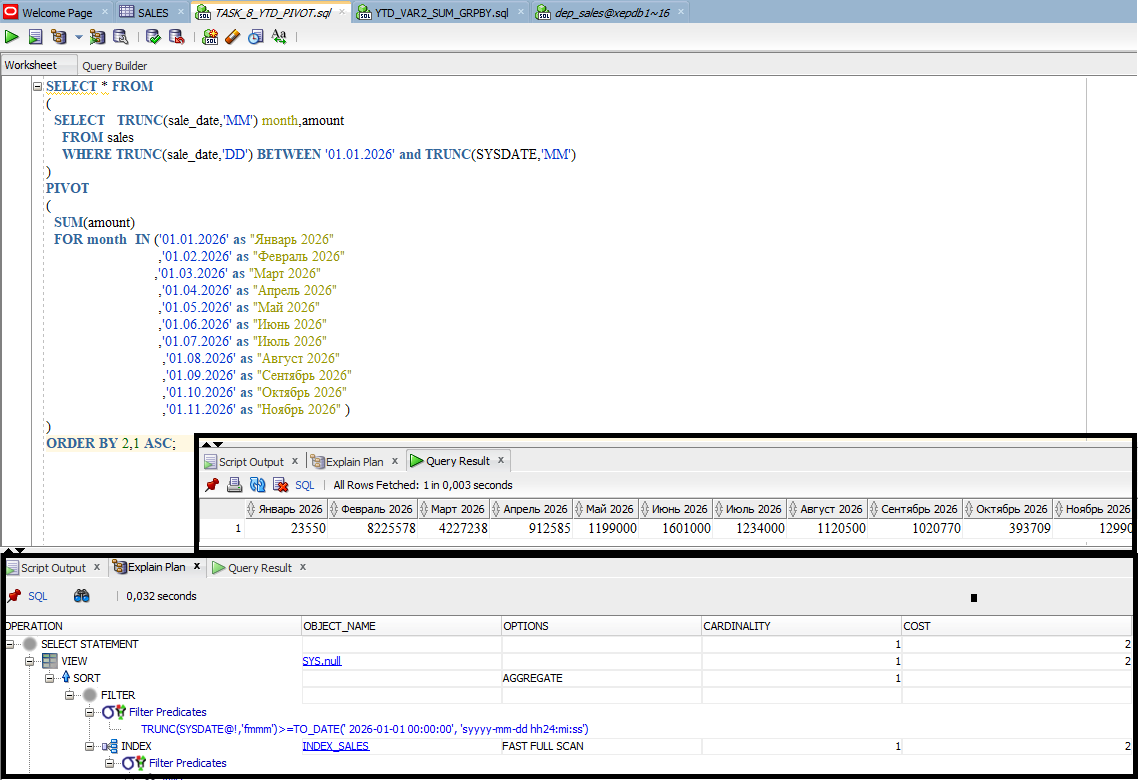 Welcome Page
SALES
TASK_8_YTD_PIVOT.sql
YTD_VAR2_SUM_GRPBY.sql
dep_sales@xepdb1~16
Worksheet
Query Builder
SELECT * FROM
(
SELECT TRUNC(sale_date,'MM') month,amount
FROM sales
WHERE TRUNC(sale_date,'DD') BETWEEN '01.01.2026' and TRUNC(SYSDATE,'MM')
)
PIVOT
(
SUM(amount)
FOR month IN ('01.01.2026' as "Январь 2026"
,'01.02.2026' as "Февраль 2026"
,'01.03.2026' as "Март 2026"
,'01.04.2026' as "Апрель 2026"
,'01.05.2026' as "Май 2026"
,'01.06.2026' as "Июнь 2026"
,'01.07.2026' as "Июль 2026"
,'01.08.2026' as "Август 2026"
,'01.09.2026' as "Сентябрь 2026"
,'01.10.2026' as "Октябрь 2026"
,'01.11.2026' as "Ноябрь 2026" )
)
ORDER BY 2,1 ASC;
Script Output x Explain Plan x Query Result x
SQL | All Rows Fetched: 1 in 0,003 seconds
Январь 2026 Февраль 2026 Март 2026 Апрель 2026 Май 2026 Июнь 2026 Июль 2026 Август 2026 Сентябрь 2026 Октябрь 2026 Ноябрь 2026
1 23550 8225578 4227238 912585 1199000 1601000 1234000 1120500 1020770 393709 12990
Script Output x Explain Plan x Query Result x
SQL | 0,032 seconds
OPERATION OBJECT_NAME OPTIONS CARDINALITY COST
SELECT STATEMENT 1 2
VIEW SYS.null 1 2
SORT AGGREGATE 1
FILTER
Filter Predicates
TRUNC(SYSDATE@!,'fmmm')>=TO_DATE(' 2026-01-01 00:00:00', 'syyyy-mm-dd hh24:mi:ss')
INDEX INDEX_SALES FAST FULL SCAN 1 2
Filter Predicates